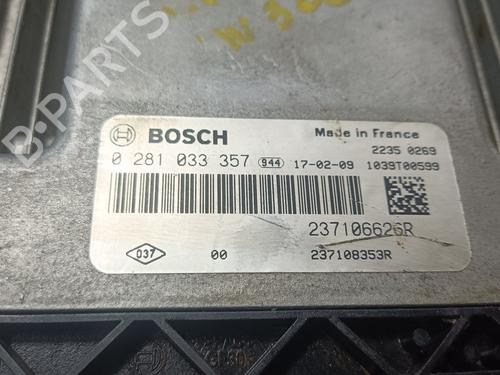 BOSCH
Made in France
2235 0269
0 281 033 357 944 17-02-09 1039T00599
237106626R
037 00 237108353R
B-PARTS